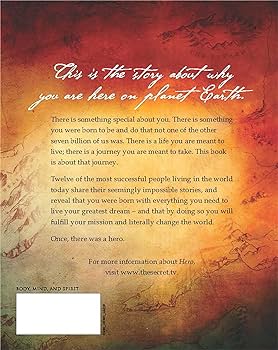 This is the story about why
you are here on planet Earth.
There is something special about you. There is something
you were born to be and do that not one of the other
seven billion of us was. There is a life you are meant to
live; there is a journey you are meant to take. This book
is about that journey.
Twelve of the most successful people living in the world
today share their seemingly impossible stories, and
reveal that you were born with everything you need to
live your greatest dream – and that by doing so you will
fulfill your mission and literally change the world.
Once, there was a hero.
For more information about Hero,
visit www.thesecret.tv
BODY, MIND, AND SPIRIT